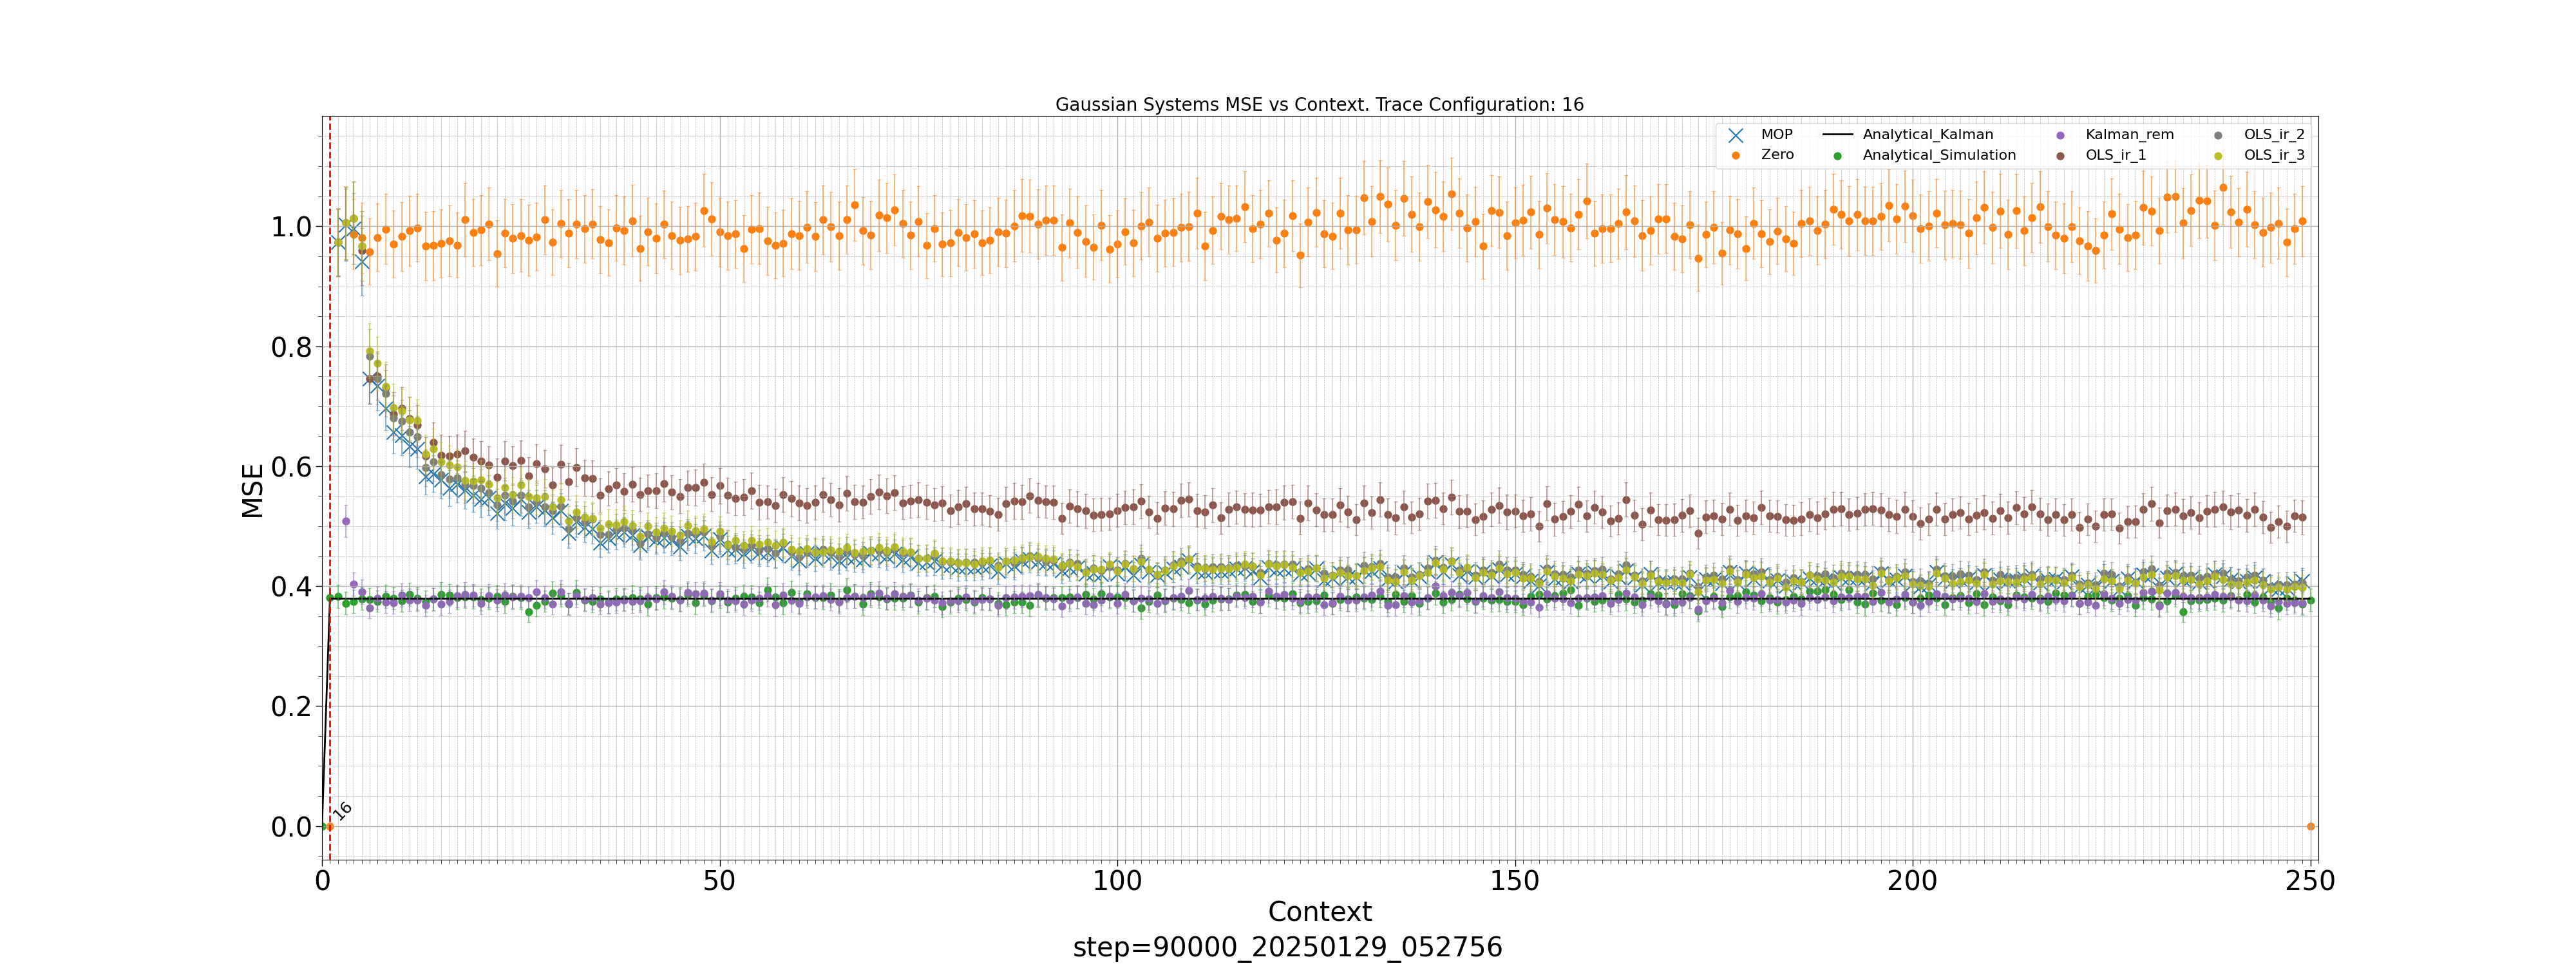 Gaussian Systems MSE vs Context. Trace Configuration: 16
MOP
Zero
Analytical_Kalman
Analytical_Simulation
Kalman_rem
OLS_ir_1
OLS_ir_2
OLS_ir_3
MSE
1.0
0.8
0.6
0.4
0.2
0.0
16
0
50
100
150
200
250
Context
step=90000_20250129_052756